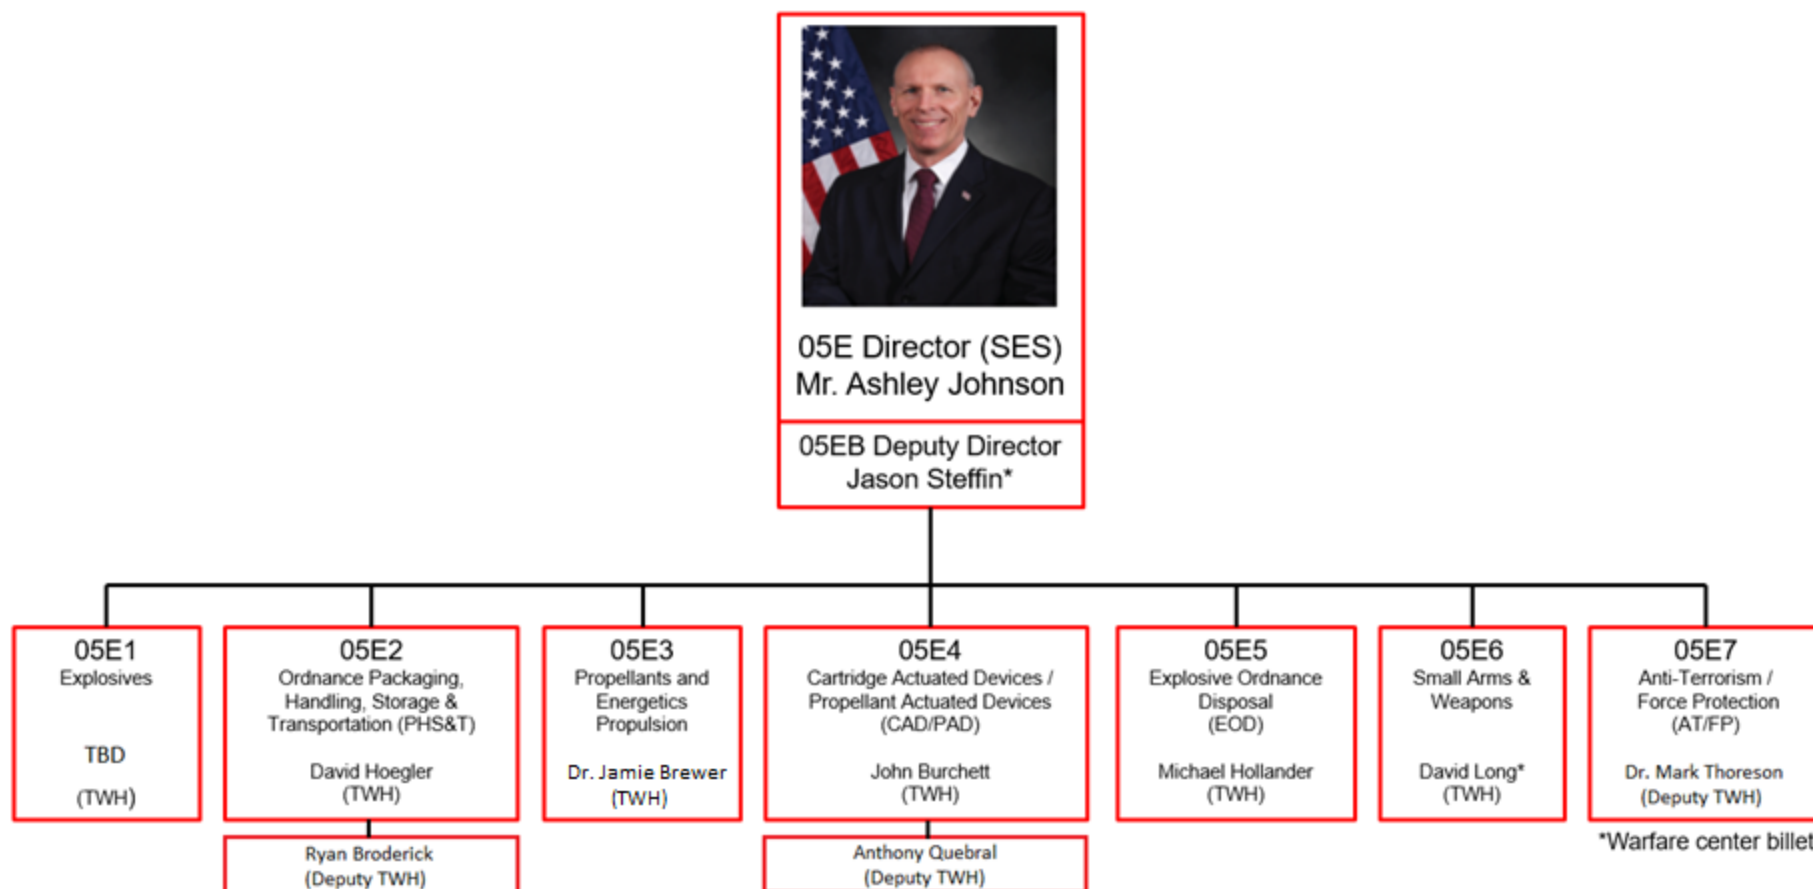 05E Director (SES)
Mr. Ashley Johnson
05EB Deputy Director
Jason Steffin*
05E1
Explosives
TBD
(TWH)
05E2
Ordnance Packaging,
Handling, Storage &
Transportation (PHS&T)
David Hoegler
(TWH)
Ryan Broderick
(Deputy TWH)
05E3
Propellants and
Energetics
Propulsion
Dr. Jamie Brewer
(TWH)
05E4
Cartridge Actuated Devices /
Propellant Actuated Devices
(CAD/PAD)
John Burchett
(TWH)
Anthony Quebral
(Deputy TWH)
05E5
Explosive Ordnance
Disposal
(EOD)
Michael Hollander
(TWH)
05E6
Small Arms &
Weapons
David Long*
(TWH)
05E7
Anti-Terrorism /
Force Protection
(AT/FP)
Dr. Mark Thoreson
(Deputy TWH)
*Warfare center billet